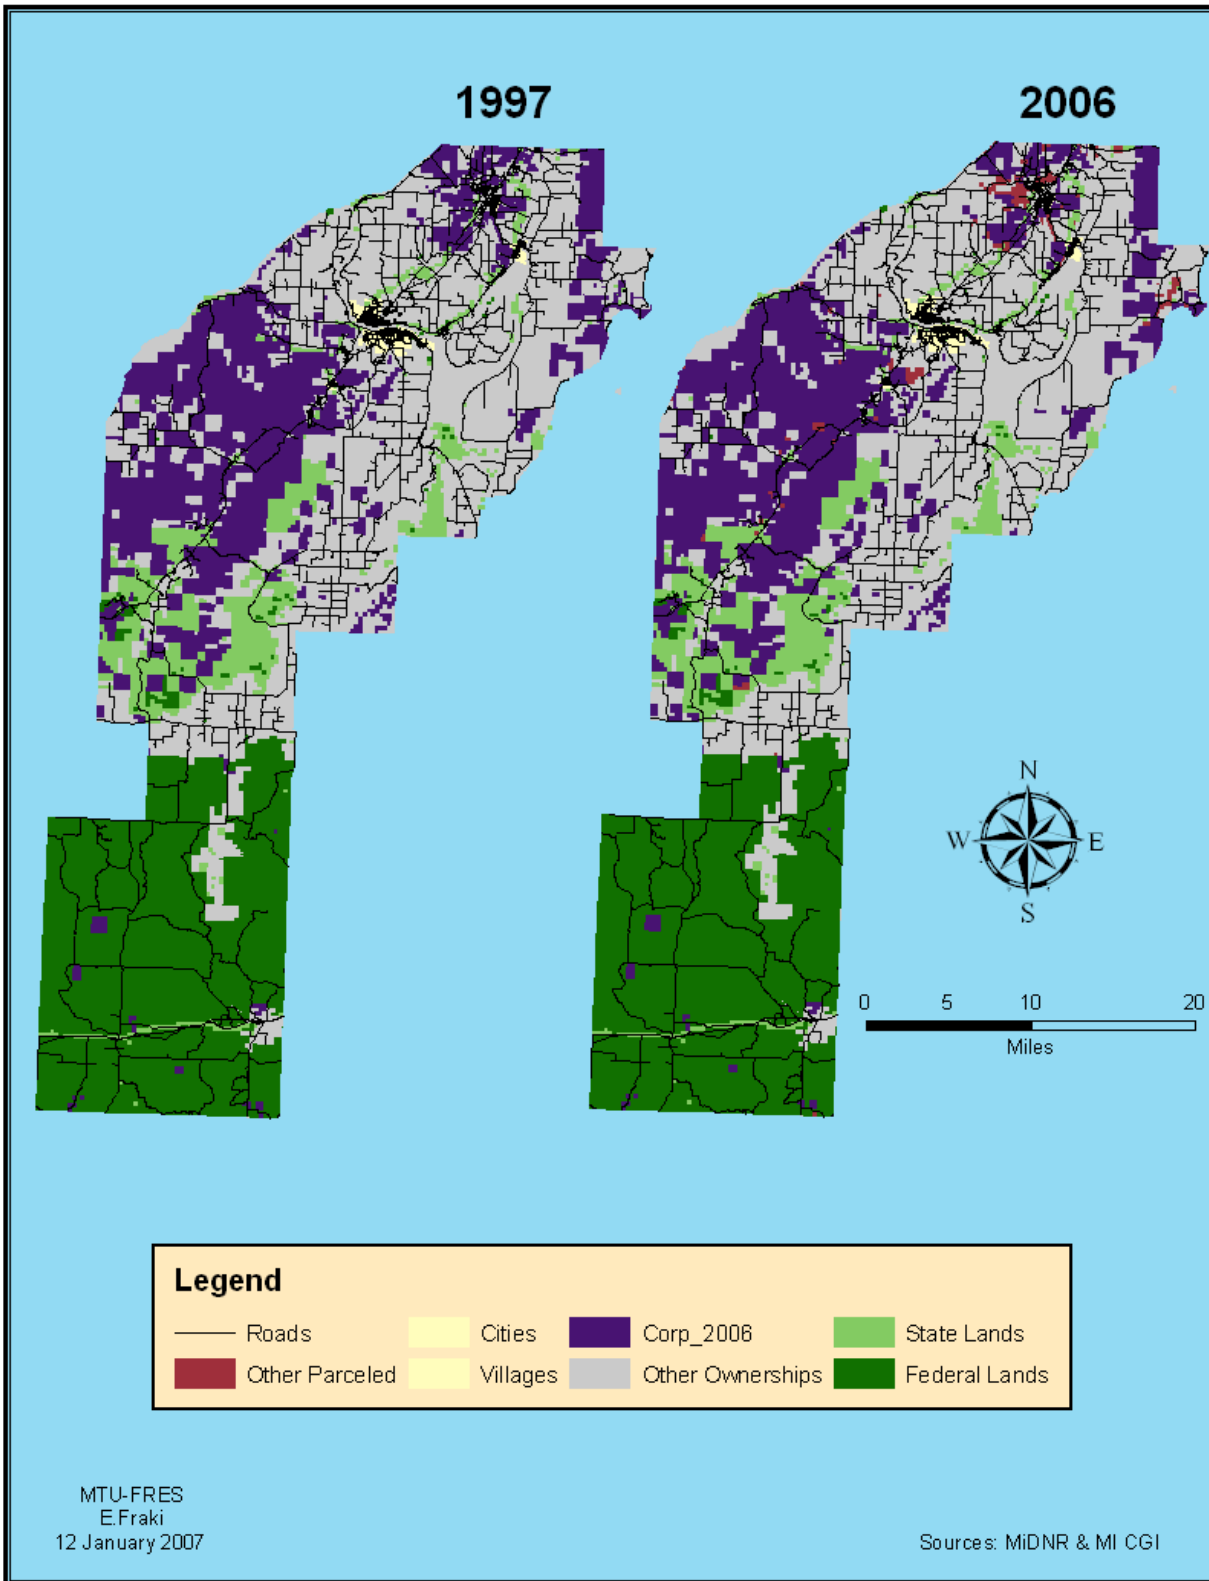 1997
2006
N
W E
S
0 5 10 20
Miles
Legend
Roads Cities Corp_2006 State Lands
Other Parceled Villages Other Ownerships Federal Lands
MTU-FRES
E.Fraki
12 January 2007
Sources: MiDNR & MI CGI